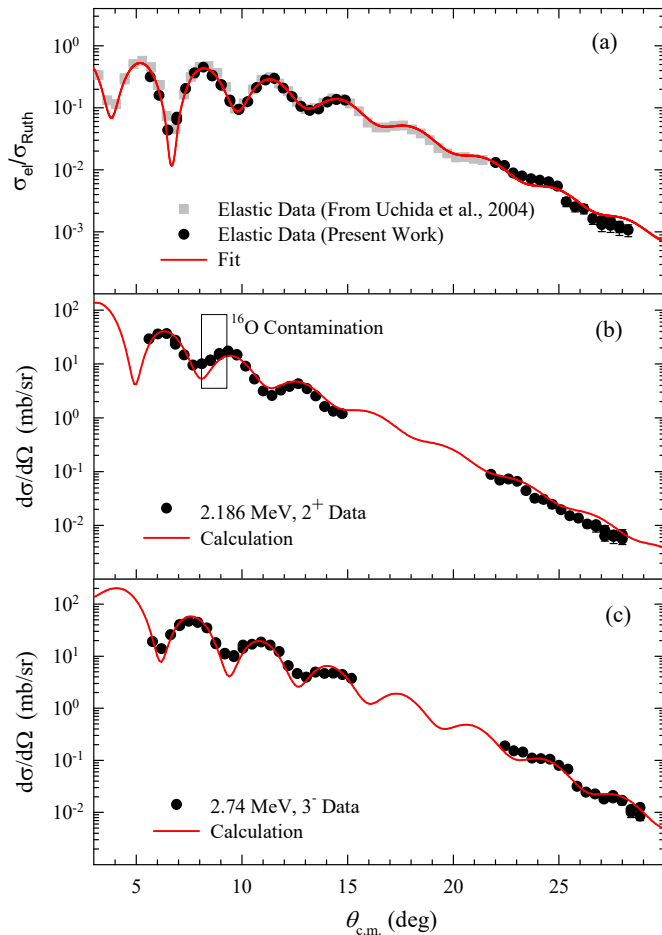 (a)
10⁰
10⁻¹
10⁻²
10⁻³
σel/σRuth
Elastic Data (From Uchida et al., 2004)
Elastic Data (Present Work)
Fit
(b)
10²
10¹
10⁰
10⁻¹
10⁻²
dσ/dΩ (mb/sr)
¹⁶O Contamination
2.186 MeV, 2⁺ Data
Calculation
(c)
10²
10¹
10⁰
10⁻¹
10⁻²
dσ/dΩ (mb/sr)
2.74 MeV, 3⁻ Data
Calculation
5 10 15 20 25
θc.m. (deg)